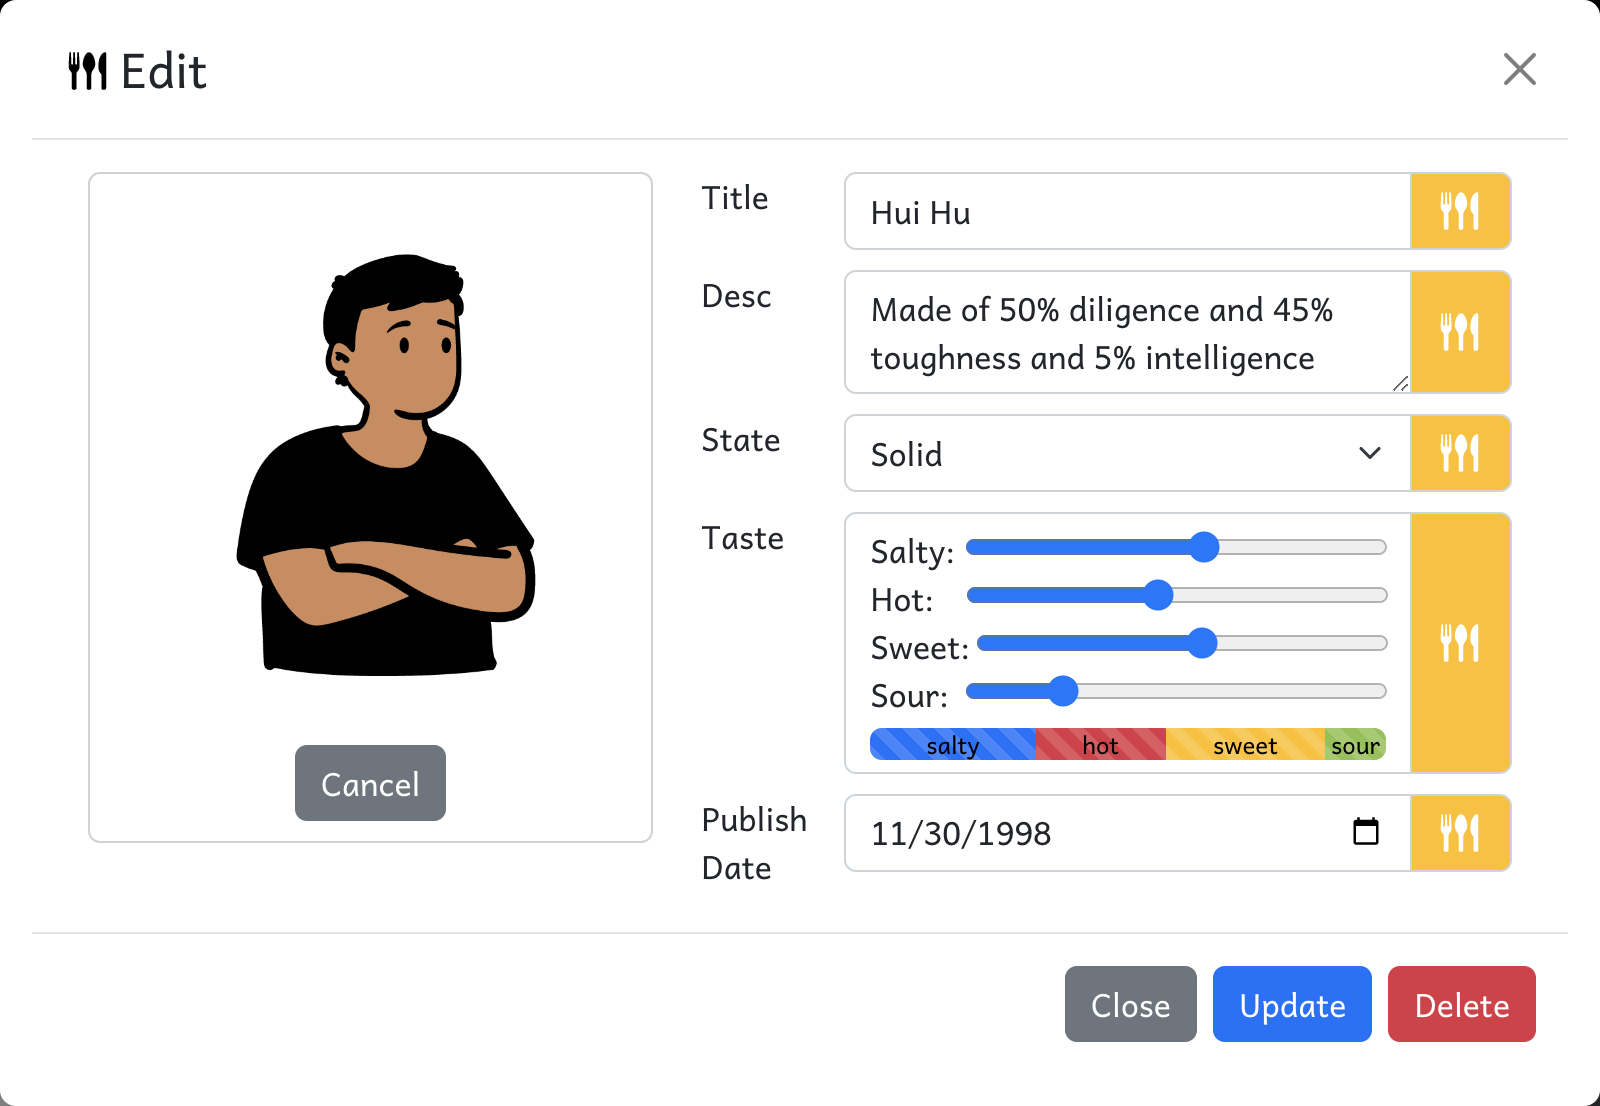 Edit
Title
Hui Hu
Desc
Made of 50% diligence and 45%
toughness and 5% intelligence
State
Solid
Taste
Salty:
Hot:
Sweet:
Sour:
salty hot sweet sour
Cancel
Publish
Date
11/30/1998
Close Update Delete